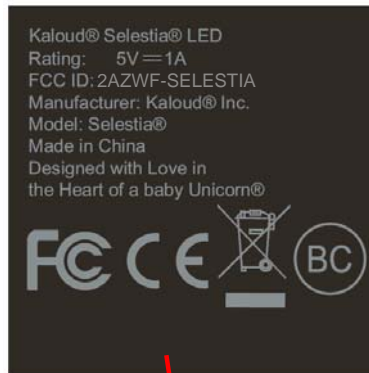 Kaloud® Selestia® LED
Rating: 5V⎓1A
FCC ID: 2AZWF-SELESTIA
Manufacturer: Kaloud® Inc.
Model: Selestia®
Made in China
Designed with Love in
the Heart of a baby Unicorn®
FC CE BC